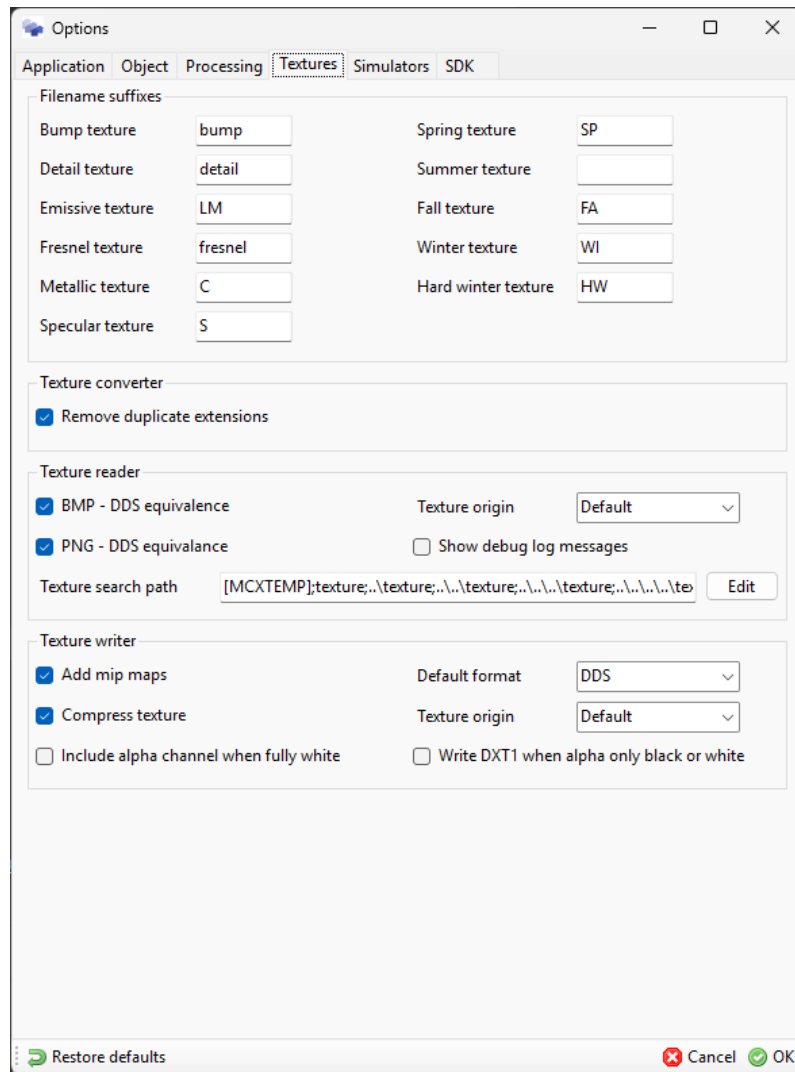 Options
Application Object Processing Textures Simulators SDK
Filename suffixes
Bump texture bump Spring texture SP
Detail texture detail Summer texture
Emissive texture LM Fall texture FA
Fresnel texture fresnel Winter texture WI
Metallic texture C Hard winter texture HW
Specular texture S
Texture converter
Remove duplicate extensions
Texture reader
BMP - DDS equivalence Texture origin Default
PNG - DDS equivalance Show debug log messages
Texture search path [MCXTEMP];texture;..\texture;..\..\texture;..\..\..\texture;..\..\..\..\tex Edit
Texture writer
Add mip maps Default format DDS
Compress texture Texture origin Default
Include alpha channel when fully white Write DXT1 when alpha only black or white
Restore defaults Cancel OK